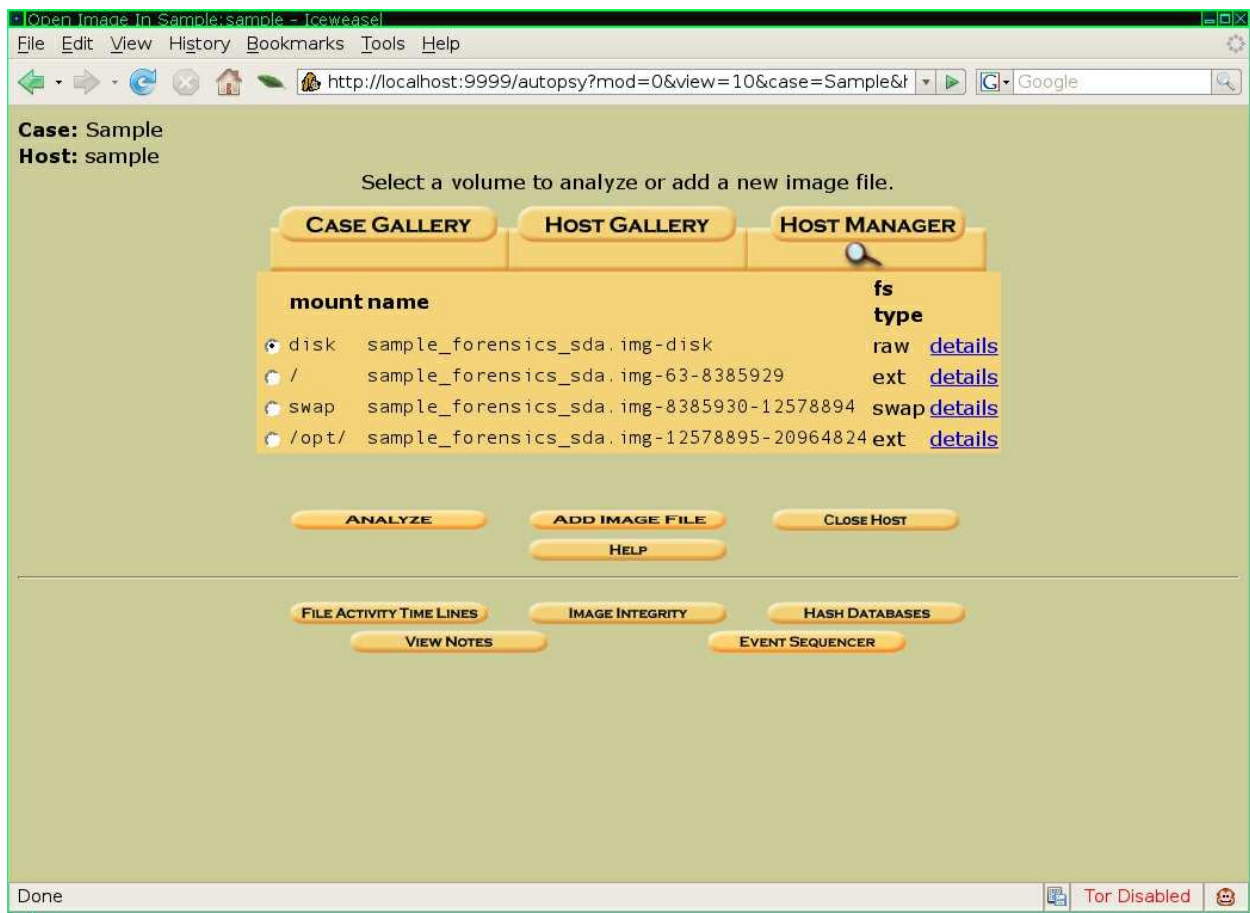 Open Image In Sample:sample - Iceweasel
File Edit View History Bookmarks Tools Help
http://localhost:9999/autopsy?mod=0&view=10&case=Sample&h
G Google
Case: Sample
Host: sample
Select a volume to analyze or add a new image file.
CASE GALLERY HOST GALLERY HOST MANAGER
mount name fs type
disk sample_forensics_sda.img-disk raw details
/ sample_forensics_sda.img-63-8385929 ext details
swap sample_forensics_sda.img-8385930-12578894 swap details
/opt/ sample_forensics_sda.img-12578895-20964824 ext details
ANALYZE ADD IMAGE FILE CLOSE HOST
HELP
FILE ACTIVITY TIME LINES IMAGE INTEGRITY HASH DATABASES
VIEW NOTES EVENT SEQUENCER
Done Tor Disabled